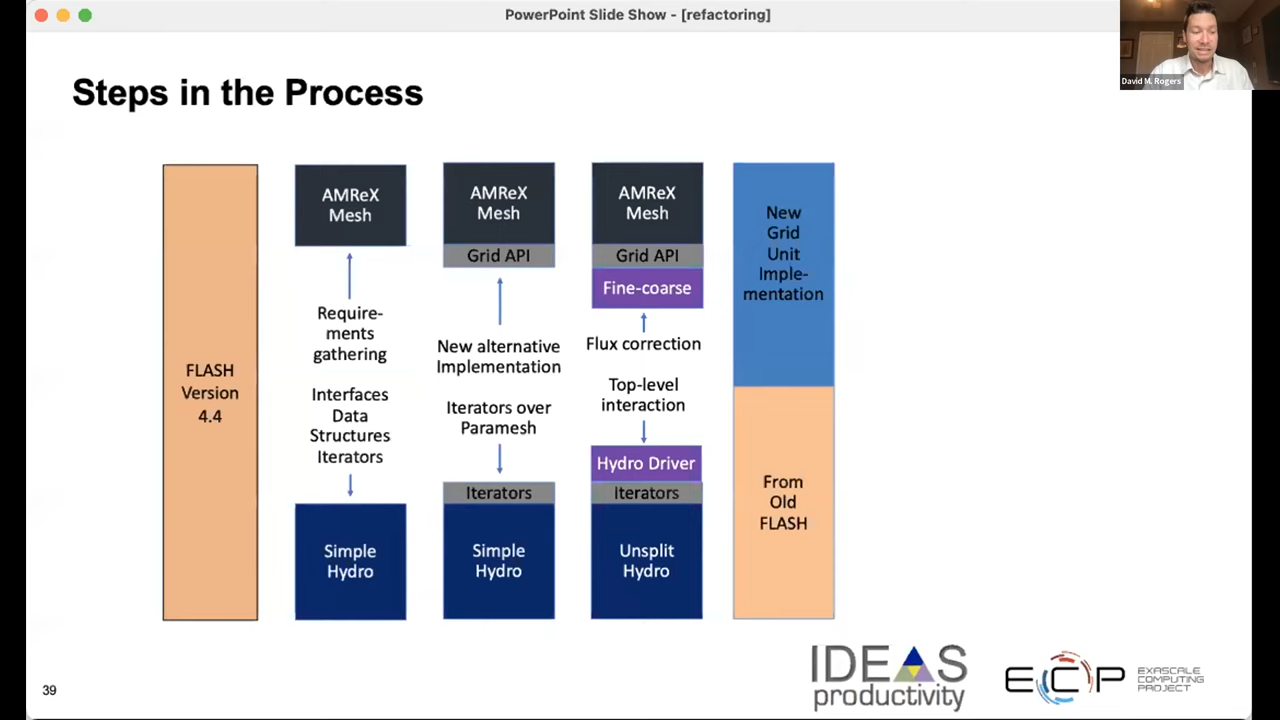 PowerPoint Slide Show - [refactoring]
David M. Rogers
Steps in the Process
FLASH
Version
4.4
AMReX
Mesh
Require-
ments
gathering
Interfaces
Data
Structures
Iterators
Simple
Hydro
AMReX
Mesh
Grid API
New alternative
Implementation
Iterators over
Paramesh
Iterators
Simple
Hydro
AMReX
Mesh
Grid API
Fine-coarse
Flux correction
Top-level
interaction
Hydro Driver
Iterators
Unsplit
Hydro
New
Grid
Unit
Imple-
mentation
From
Old
FLASH
39
IDEAS
productivity
ECP
EXASCALE
COMPUTING
PROJECT